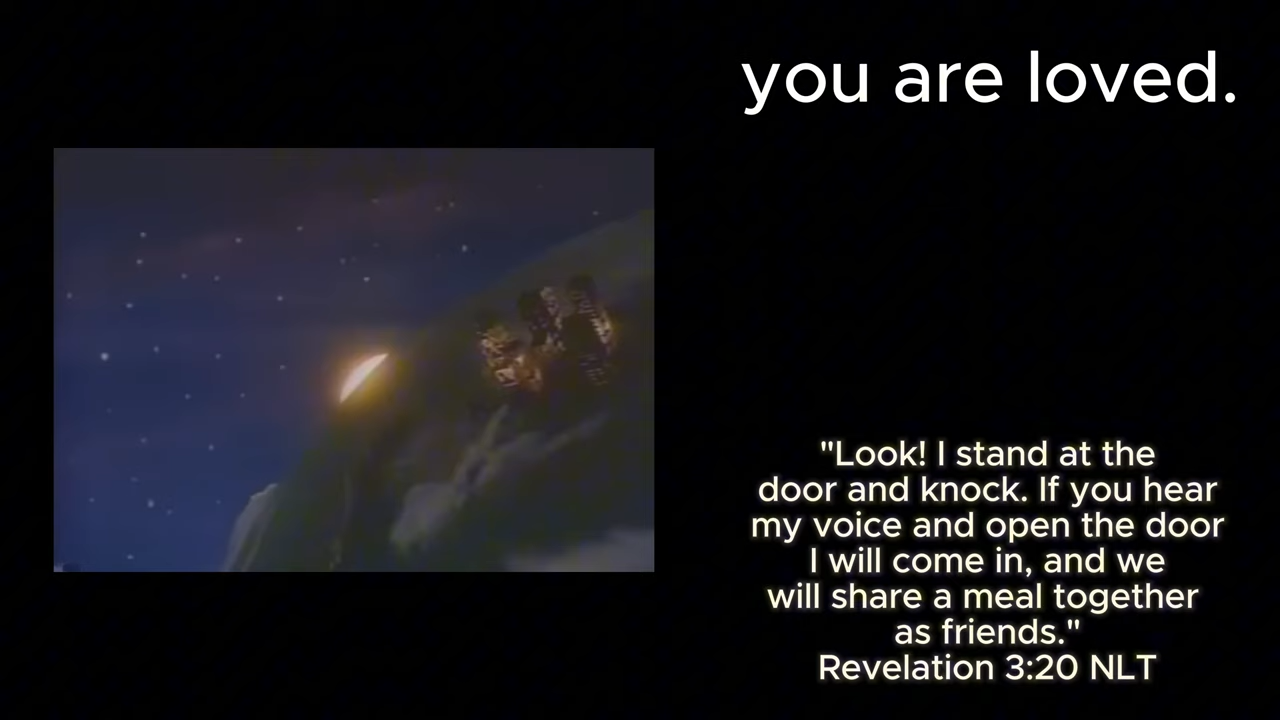 you are loved.
"Look! I stand at the
door and knock. If you hear
my voice and open the door
I will come in, and we
will share a meal together
as friends."
Revelation 3:20 NLT